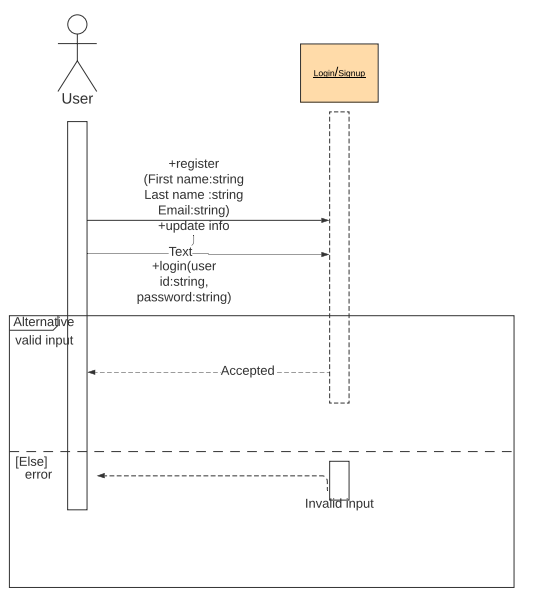 Login/Signup
User
+register
(First name:string
Last name :string
Email:string)
+update info
Text
+login(user
id:string,
password:string)
Alternative
valid input
Accepted
[Else]
error
Invalid input